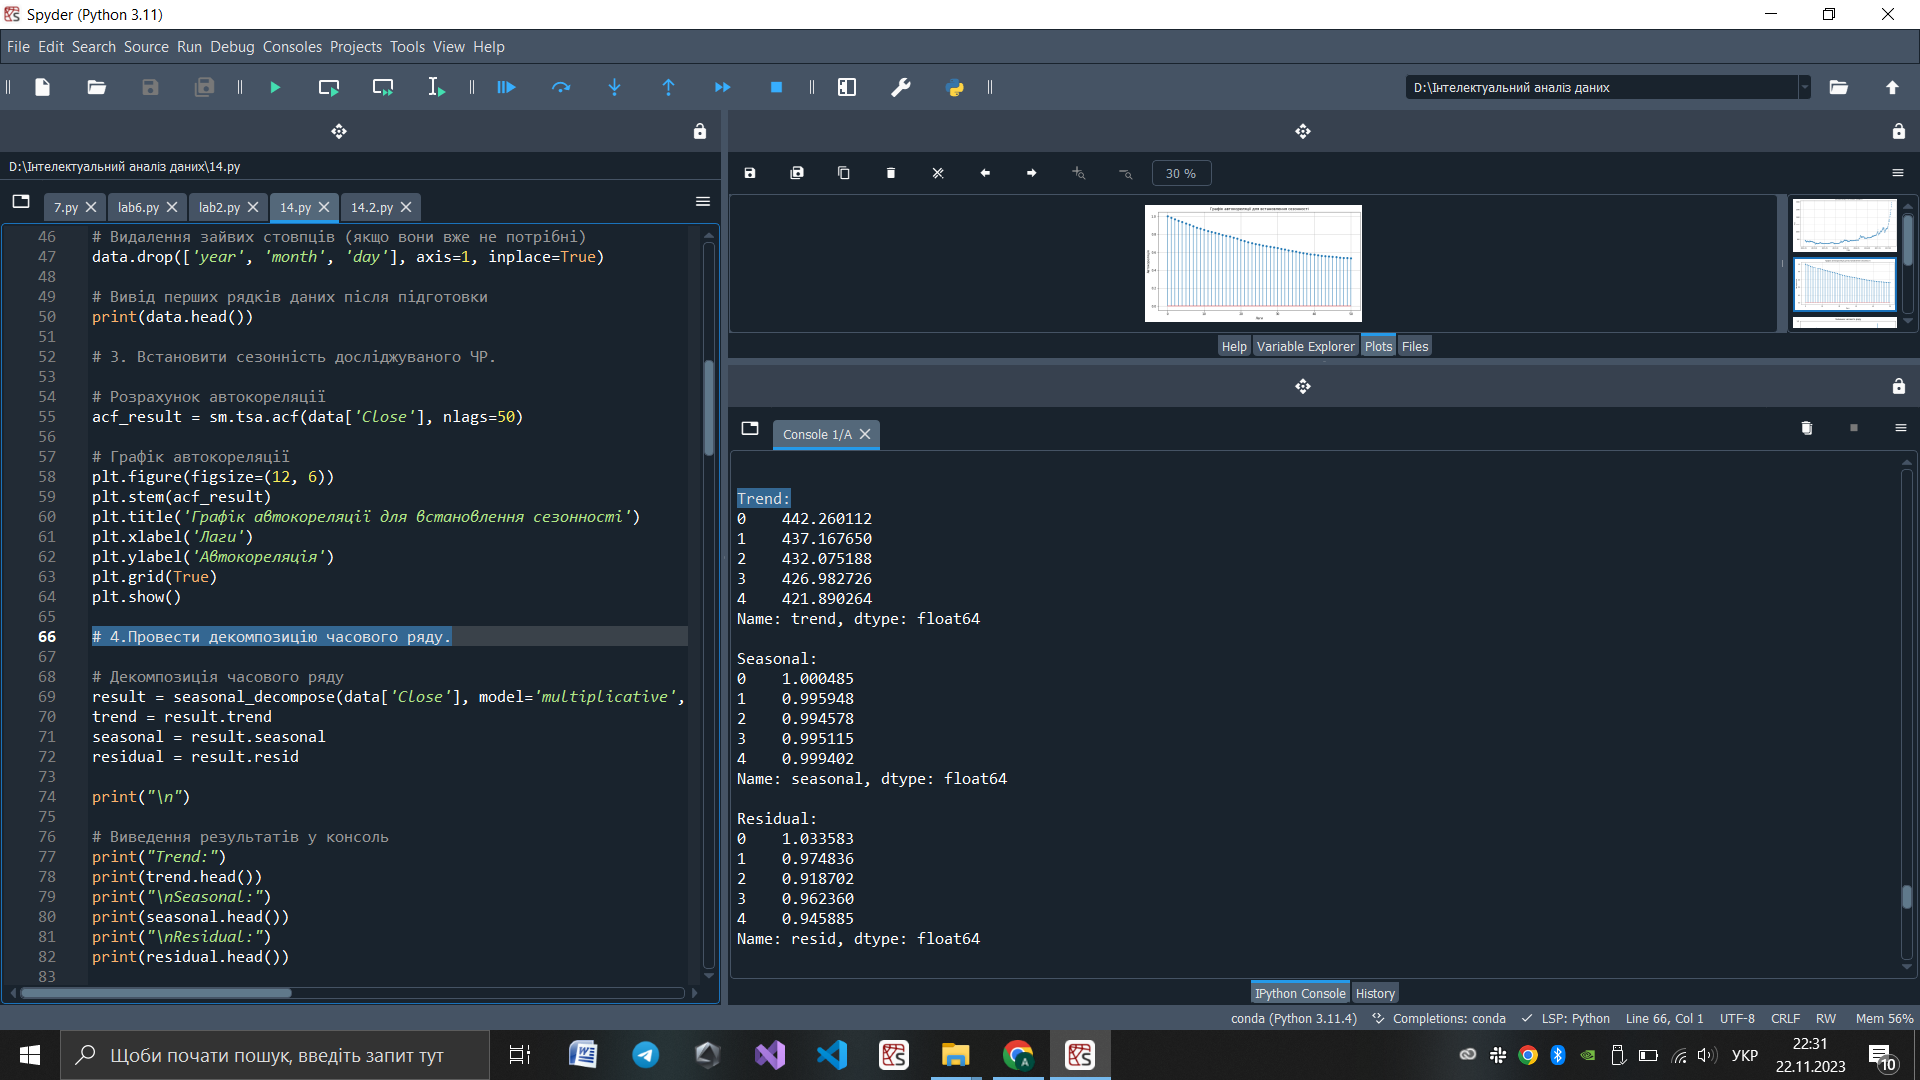 Spyder (Python 3.11)
File Edit Search Source Run Debug Consoles Projects Tools View Help
D:\Інтелектуальний аналіз даних
D:\Інтелектуальний аналіз даних\14.py
7.py lab6.py lab2.py 14.py 14.2.py
46 # Видалення зайвих стовпців (якщо вони вже не потрібні)
47 data.drop(['year', 'month', 'day'], axis=1, inplace=True)
48
49 # Вивід перших рядків даних після підготовки
50 print(data.head())
51
52 # 3. Встановити сезонність досліджуваного ЧР.
53
54 # Розрахунок автокореляції
55 acf_result = sm.tsa.acf(data['Close'], nlags=50)
56
57 # Графік автокореляції
58 plt.figure(figsize=(12, 6))
59 plt.stem(acf_result)
60 plt.title('Графік автокореляції для встановлення сезонності')
61 plt.xlabel('Лаги')
62 plt.ylabel('Автокореляція')
63 plt.grid(True)
64 plt.show()
65
66 # 4.Провести декомпозицію часового ряду.
67
68 # Декомпозиція часового ряду
69 result = seasonal_decompose(data['Close'], model='multiplicative',
70 trend = result.trend
71 seasonal = result.seasonal
72 residual = result.resid
73
74 print("\n")
75
76 # Виведення результатів у консоль
77 print("Trend:")
78 print(trend.head())
79 print("\nSeasonal:")
80 print(seasonal.head())
81 print("\nResidual:")
82 print(residual.head())
83
30 %
Графік автокореляції для встановлення сезонності
Help Variable Explorer Plots Files
Console 1/A
Trend:
0 442.260112
1 437.167650
2 432.075188
3 426.982726
4 421.890264
Name: trend, dtype: float64
Seasonal:
0 1.000485
1 0.995948
2 0.994578
3 0.995115
4 0.999402
Name: seasonal, dtype: float64
Residual:
0 1.033583
1 0.974836
2 0.918702
3 0.962360
4 0.945885
Name: resid, dtype: float64
IPython Console History
conda (Python 3.11.4) Completions: conda LSP: Python Line 66, Col 1 UTF-8 CRLF RW Mem 56%
Щоби почати пошук, введіть запит тут
УКР
22:31
22.11.2023
10